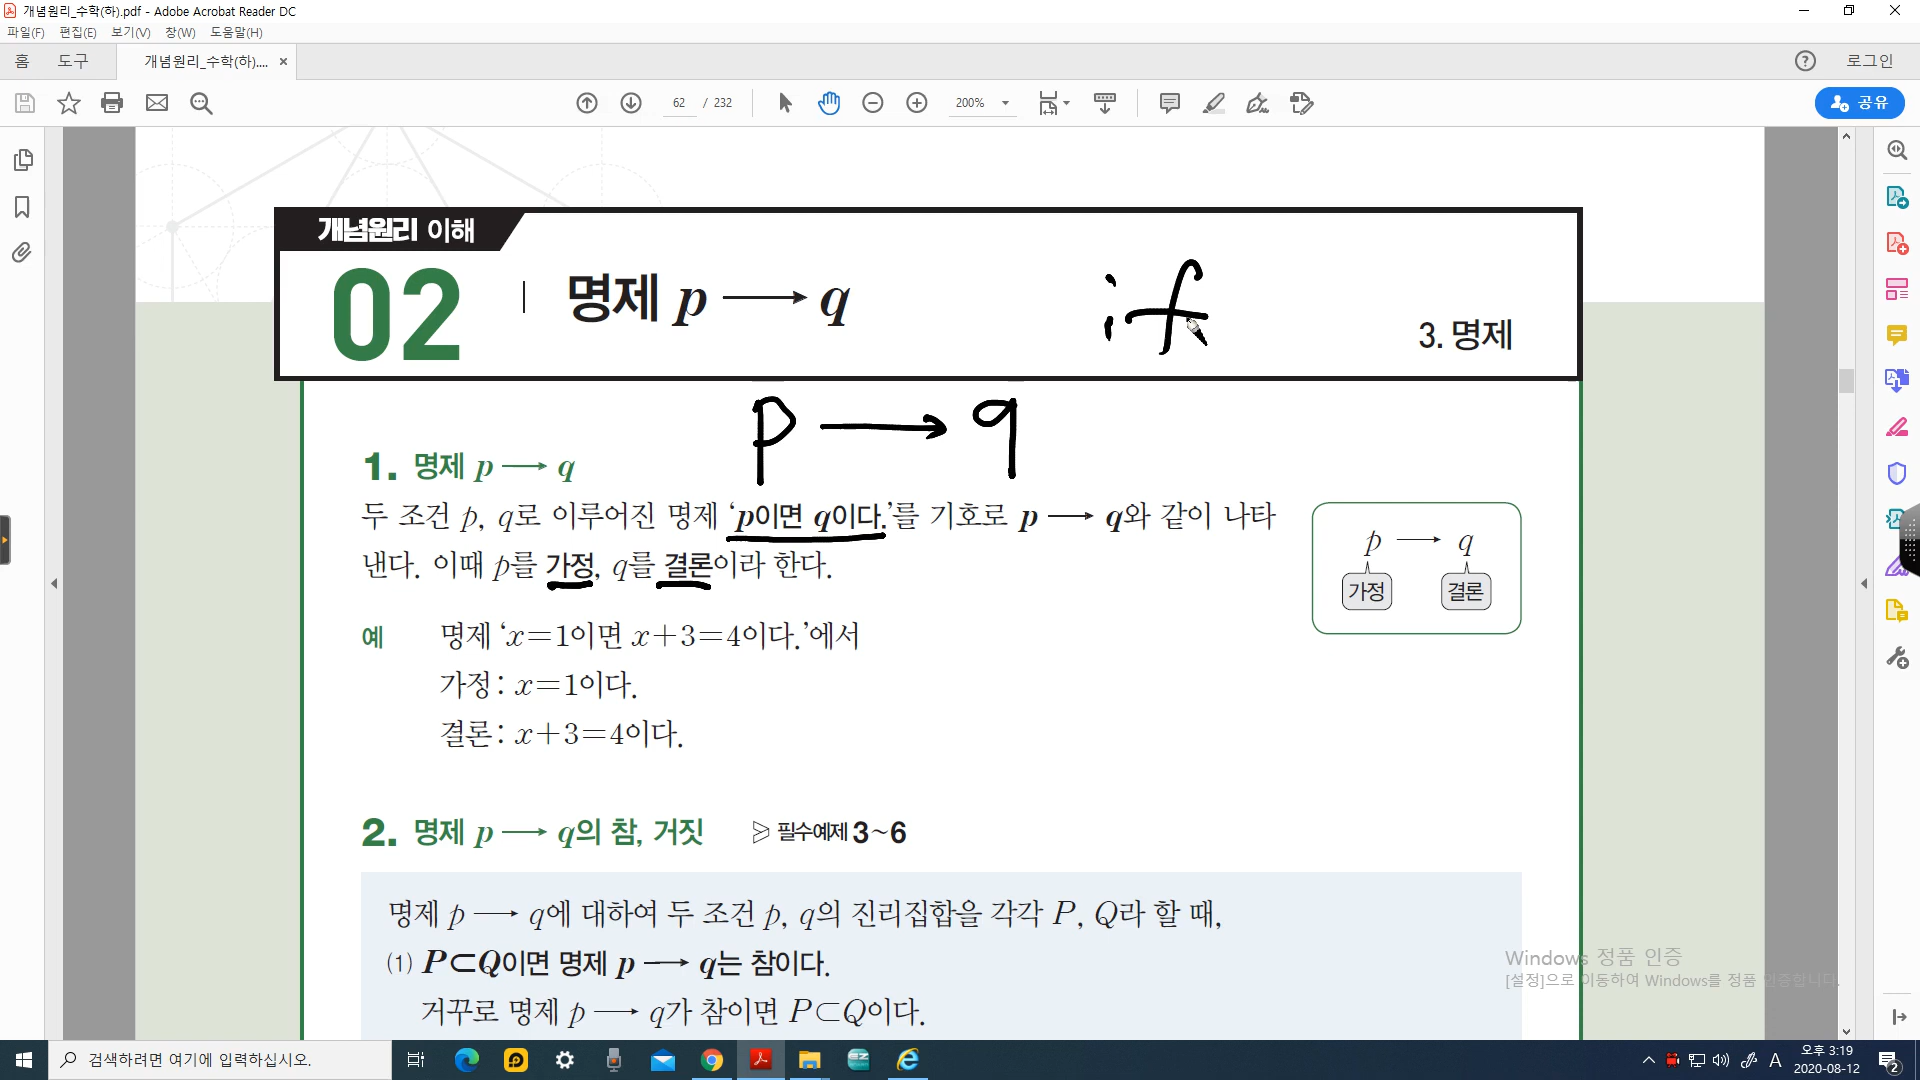 개념원리_수학(하).pdf - Adobe Acrobat Reader DC
파일(F) 편집(E) 보기(V) 창(W) 도움말(H)
홈 도구 개념원리_수학(하).... × 로그인
62 / 232 200% 공유
개념원리 이해
02 명제 p → q if
3. 명제
p → q
1. 명제 p → q
두 조건 p, q로 이루어진 명제 ‘p이면 q이다.’를 기호로 p → q와 같이 나타
낸다. 이때 p를 가정, q를 결론이라 한다.
p → q
가정 결론
예 명제 ‘x=1이면 x+3=4이다.’에서
가정 : x=1이다.
결론 : x+3=4이다.
2. 명제 p → q의 참, 거짓 필수예제 3~6
명제 p → q에 대하여 두 조건 p, q의 진리집합을 각각 P, Q라 할 때,
(1) P⊂Q이면 명제 p → q는 참이다.
거꾸로 명제 p → q가 참이면 P⊂Q이다.
Windows 정품 인증
[설정]으로 이동하여 Windows를 정품 인증합니다.
검색하려면 여기에 입력하십시오.
A 오후 3:19
2020-08-12
2